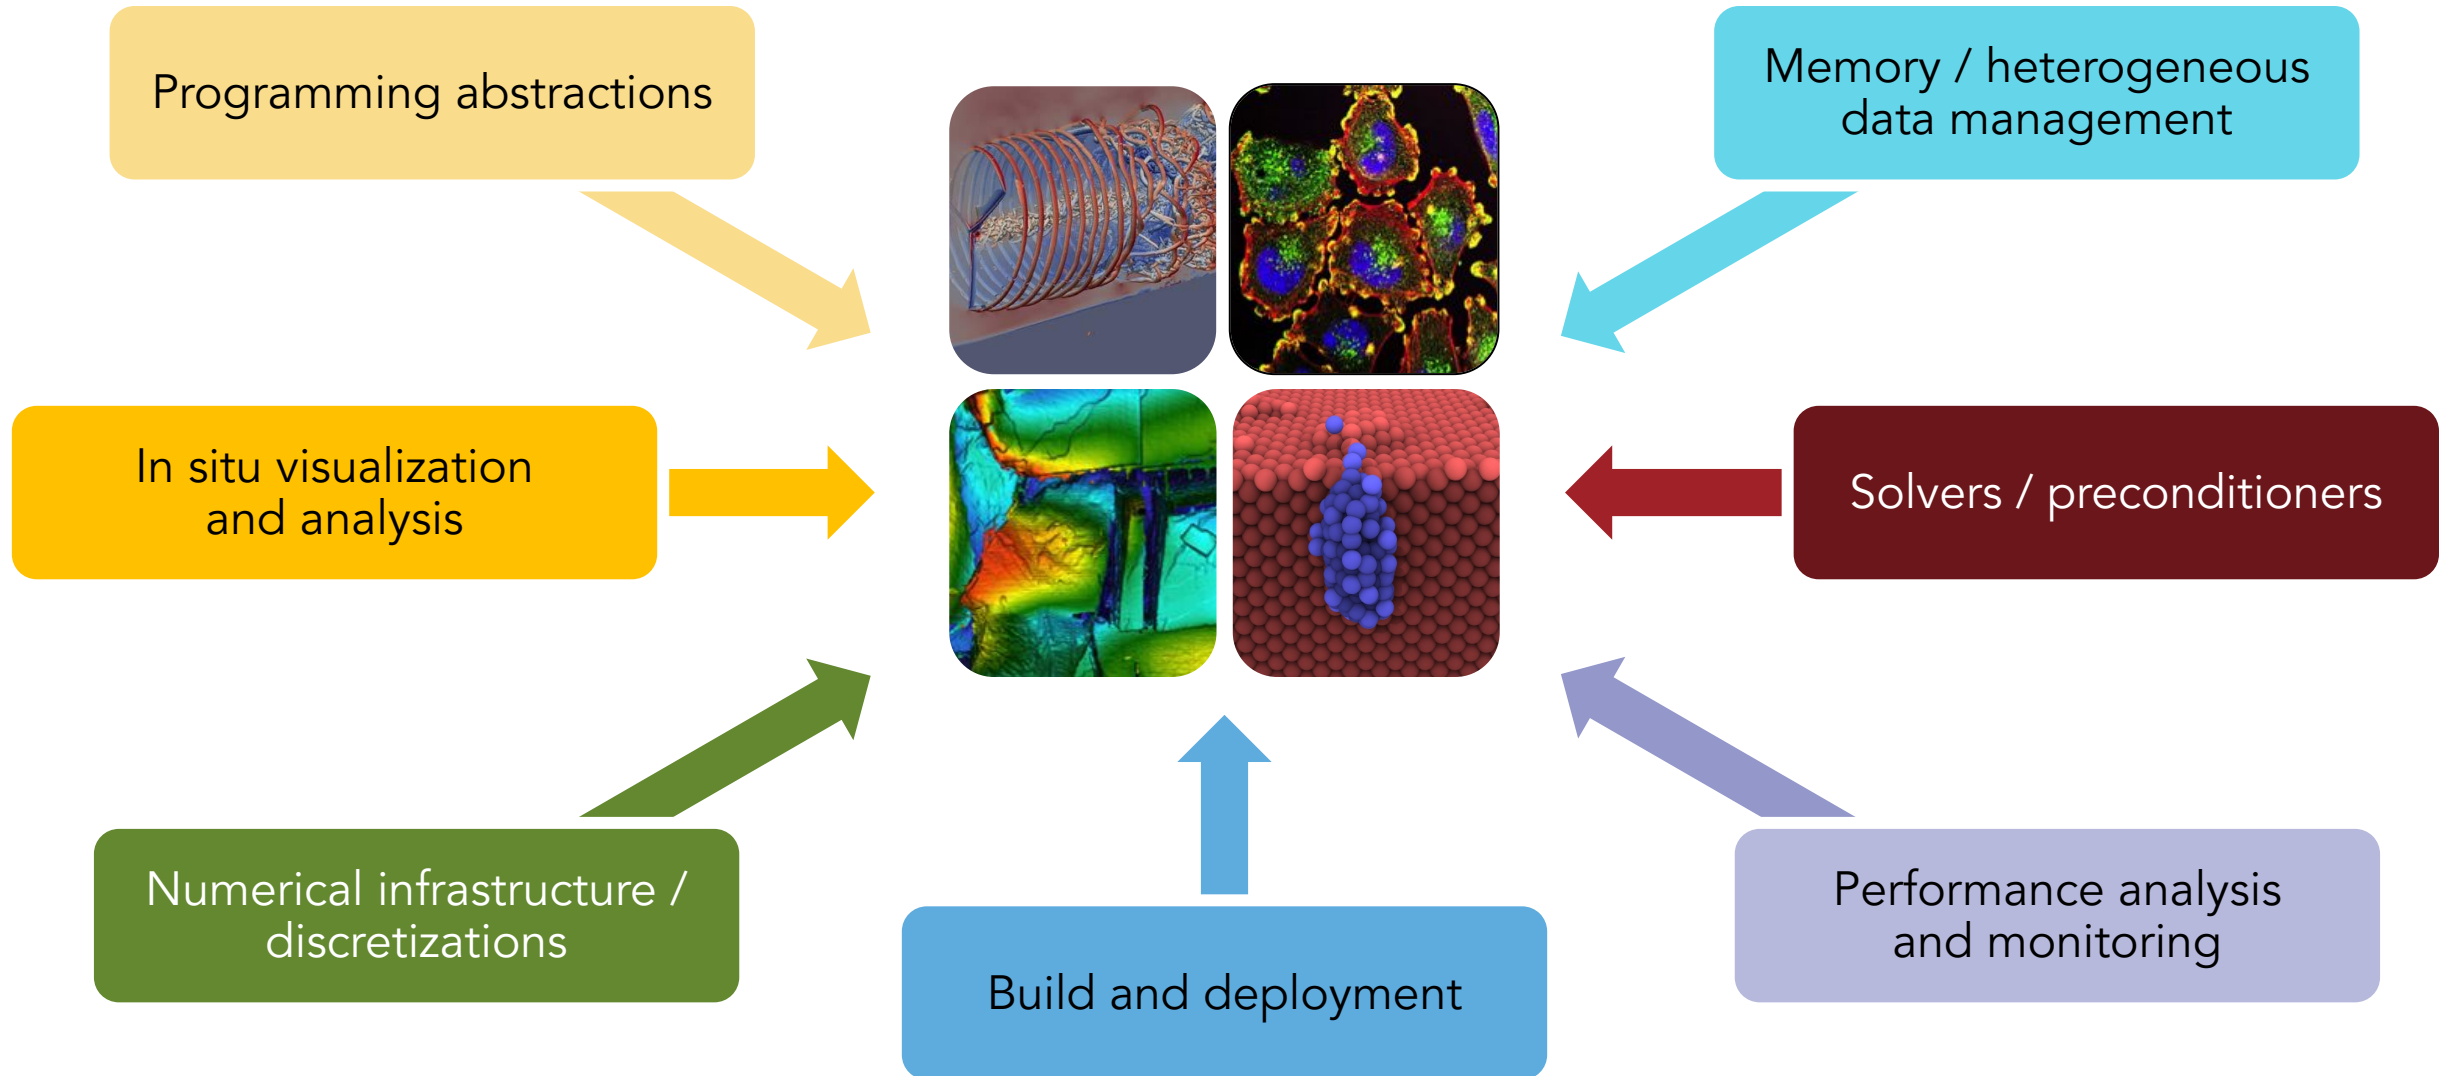 Programming abstractions
Memory / heterogeneous
data management
In situ visualization
and analysis
Solvers / preconditioners
Numerical infrastructure /
discretizations
Build and deployment
Performance analysis
and monitoring